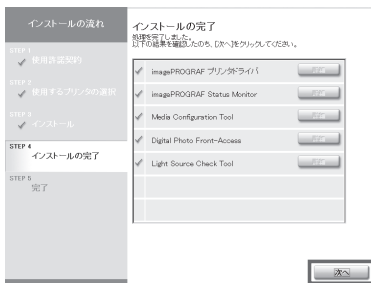 インストールの流れ
STEP 1
使用許諾契約
STEP 2
使用するプリンタの選択
STEP 3
インストール
STEP 4
インストールの完了
STEP 5
完了
インストールの完了
処理を完了しました。
以下の結果を確認したのち、[次へ]をクリックしてください。
imagePROGRAF プリンタドライバ
imagePROGRAF Status Monitor
Media Configuration Tool
Digital Photo Front-Access
Light Source Check Tool
次へ